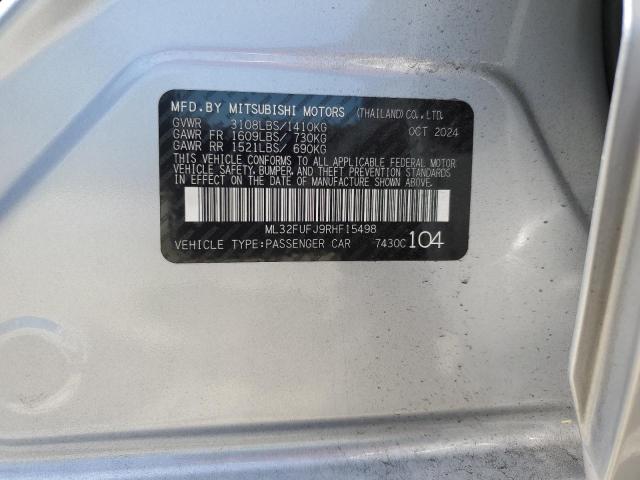 MFD.BY MITSUBISHI MOTORS (THAILAND) CO.,LTD.
GVWR 3108LBS/1410KG OCT 2024
GAWR FR 1609LBS/ 730KG
GAWR RR 1521LBS/ 690KG
THIS VEHICLE CONFORMS TO ALL APPLICABLE FEDERAL MOTOR
VEHICLE SAFETY, BUMPER, AND THEFT PREVENTION STANDARDS
IN EFFECT ON THE DATE OF MANUFACTURE SHOWN ABOVE.
ML32FUFJ9RHF15498
VEHICLE TYPE:PASSENGER CAR 7430C 104